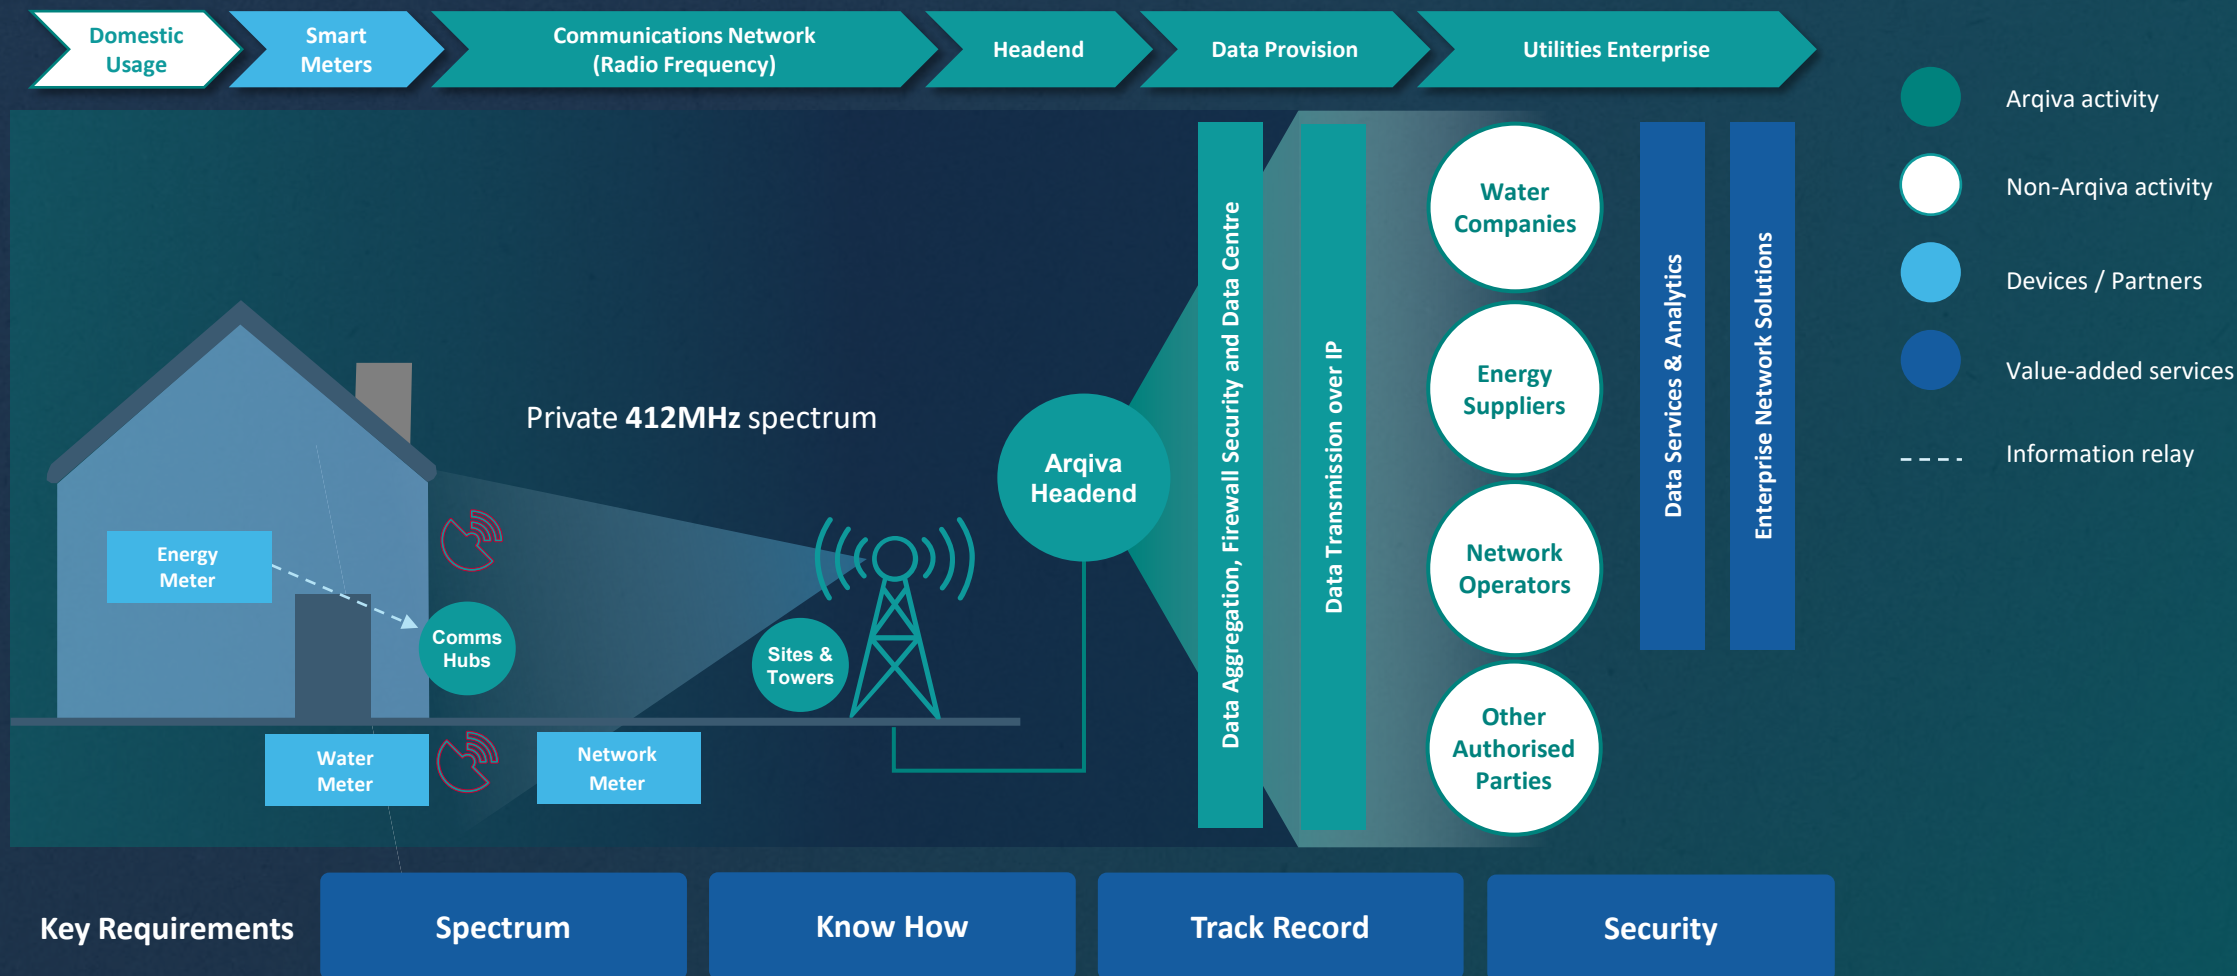 Domestic
Usage
Smart
Meters
Communications Network
(Radio Frequency)
Headend
Data Provision
Utilities Enterprise
Arqiva activity
Non-Arqiva activity
Devices / Partners
Value-added services
Information relay
Private 412MHz spectrum
Energy
Meter
Comms
Hubs
Sites &
Towers
Water
Meter
Network
Meter
Arqiva
Headend
Data Aggregation, Firewall Security and Data Centre
Data Transmission over IP
Water
Companies
Energy
Suppliers
Network
Operators
Other
Authorised
Parties
Data Services & Analytics
Enterprise Network Solutions
Key Requirements
Spectrum
Know How
Track Record
Security